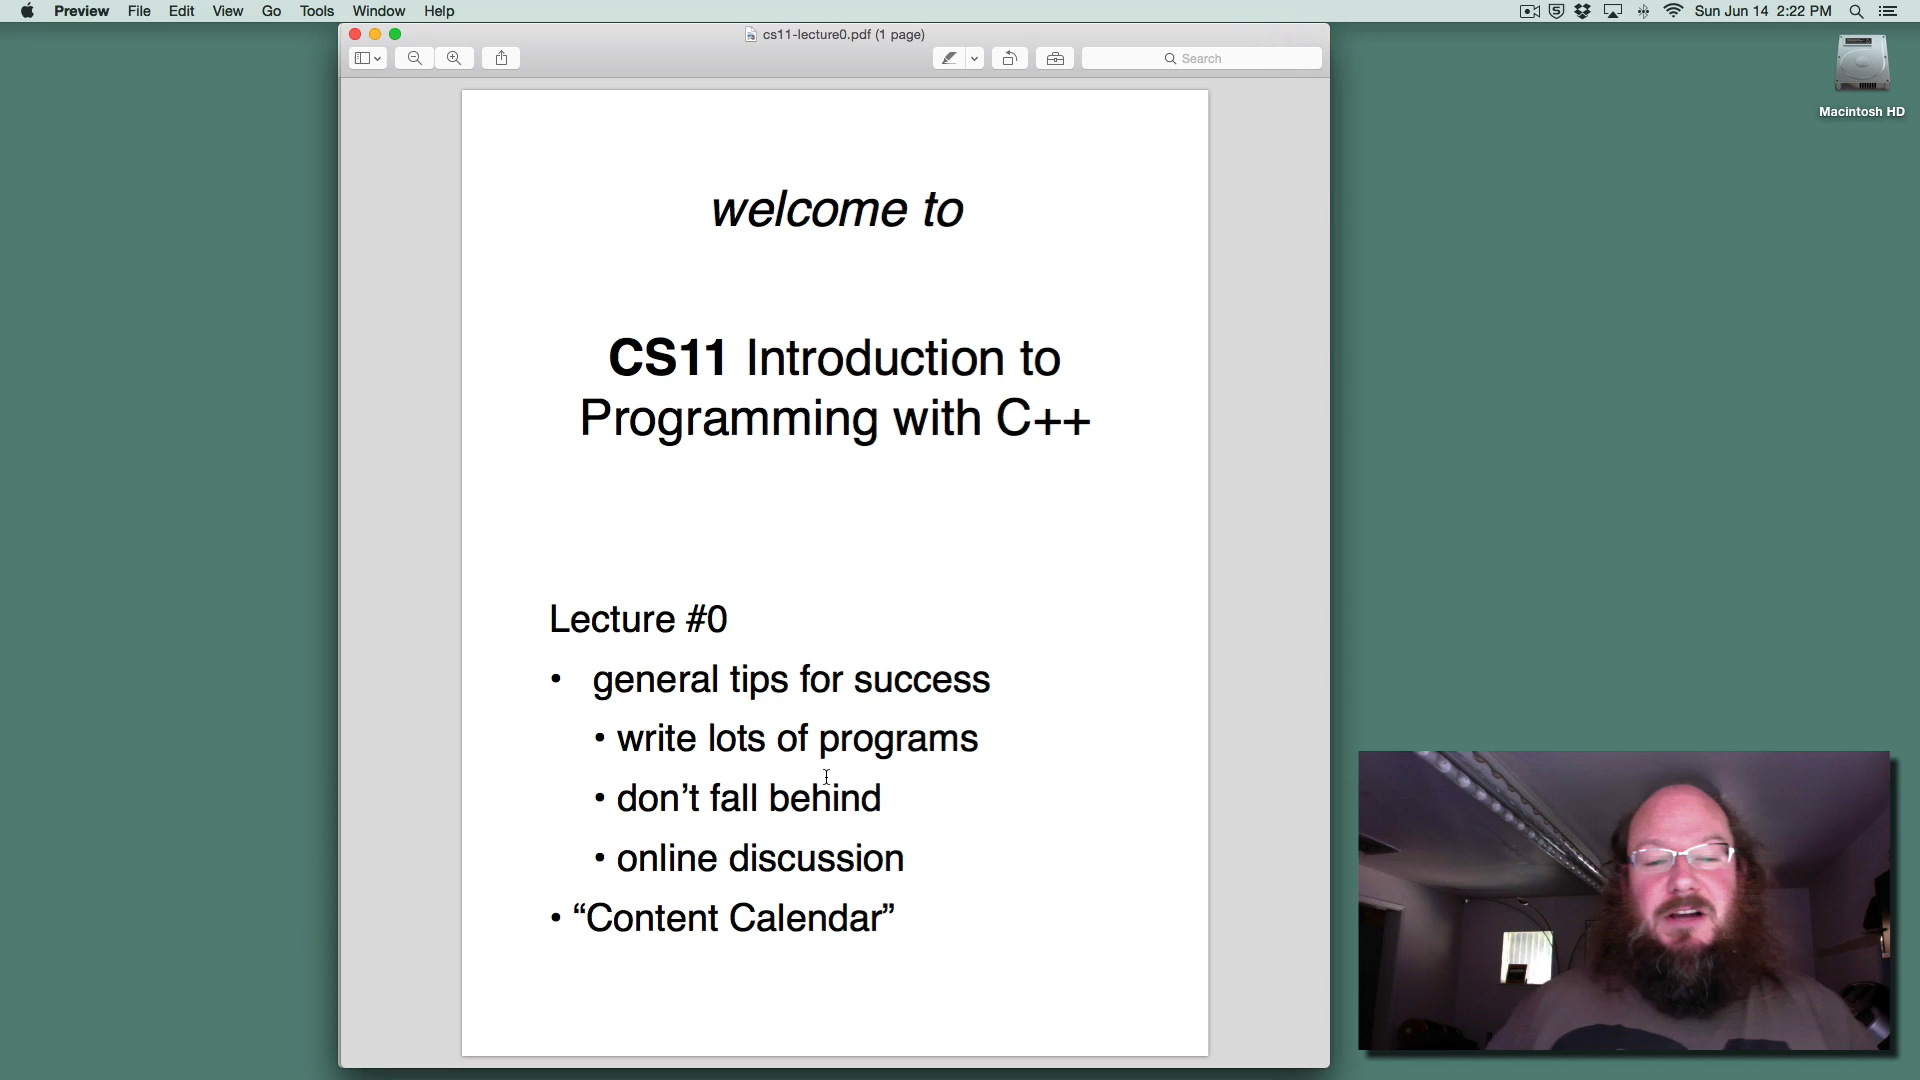 Preview File Edit View Go Tools Window Help
Sun Jun 14 2:22 PM
cs11-lecture0.pdf (1 page)
Search
Macintosh HD
welcome to
CS11 Introduction to
Programming with C++
Lecture #0
• general tips for success
• write lots of programs
• don’t fall behind
• online discussion
• “Content Calendar”